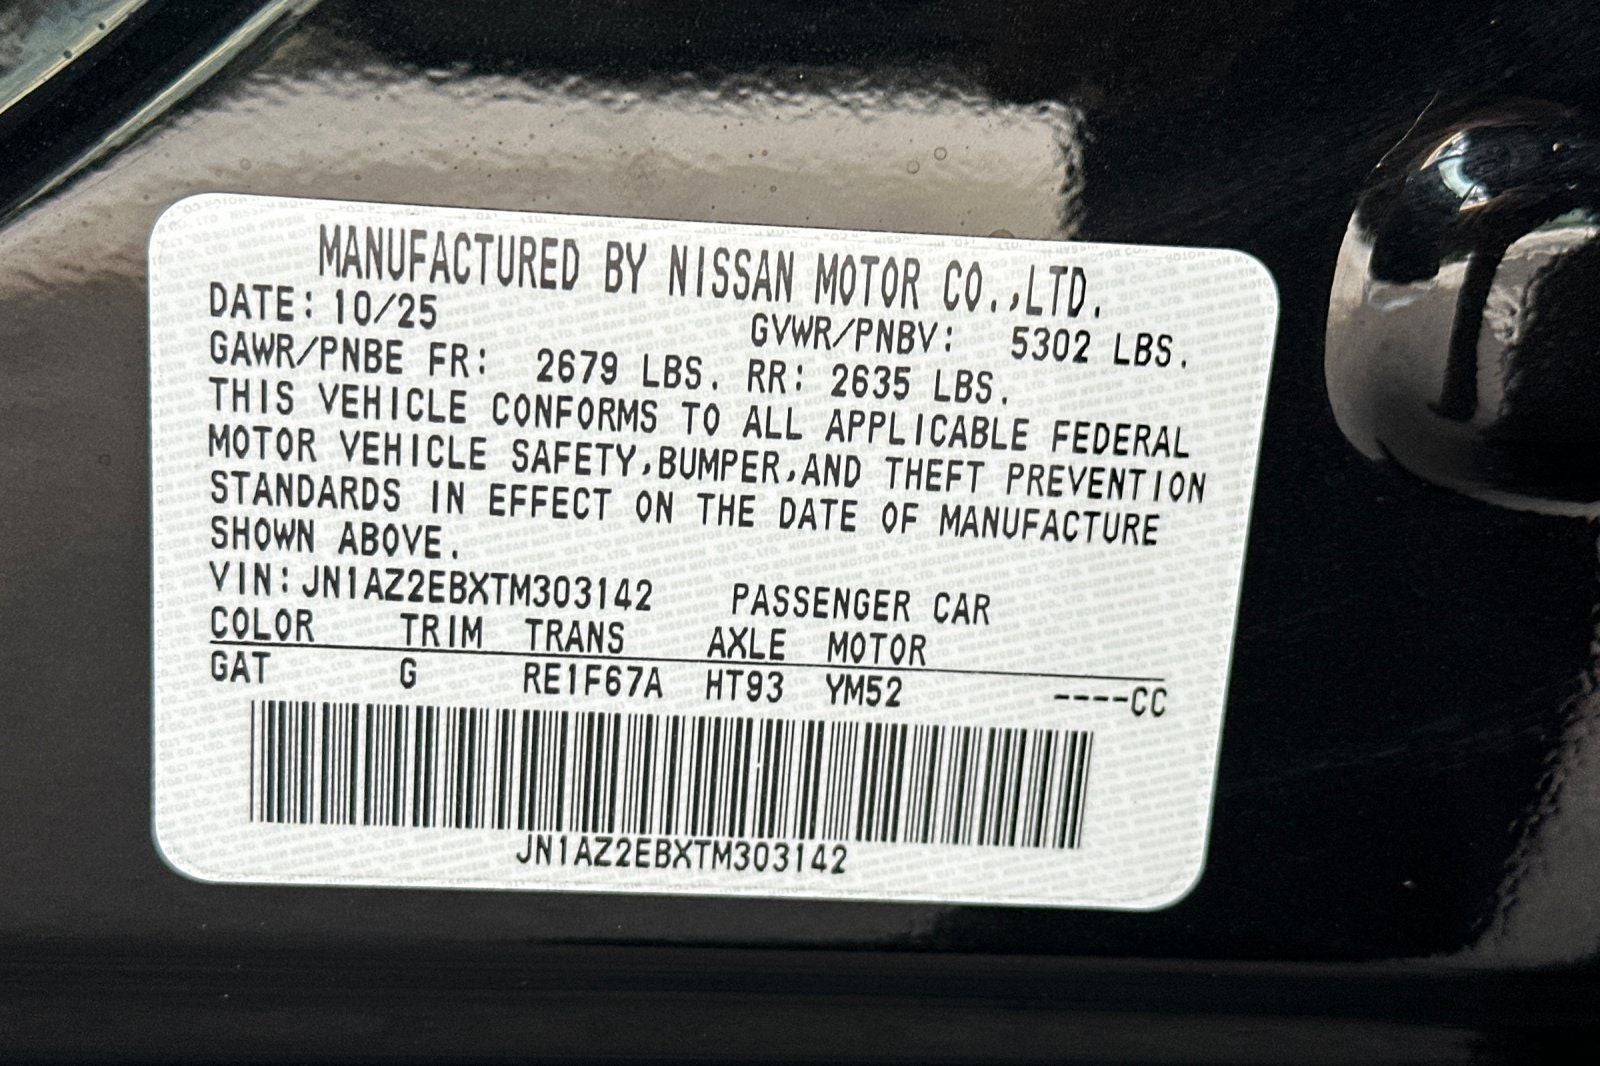 MANUFACTURED BY NISSAN MOTOR CO.,LTD.
DATE: 10/25 GVWR/PNBV: 5302 LBS.
GAWR/PNBE FR: 2679 LBS. RR: 2635 LBS.
THIS VEHICLE CONFORMS TO ALL APPLICABLE FEDERAL
MOTOR VEHICLE SAFETY,BUMPER,AND THEFT PREVENTION
STANDARDS IN EFFECT ON THE DATE OF MANUFACTURE
SHOWN ABOVE.
VIN: JN1AZ2EBXTM303142 PASSENGER CAR
COLOR TRIM TRANS AXLE MOTOR
GAT G RE1F67A HT93 YM52 ----CC
JN1AZ2EBXTM303142